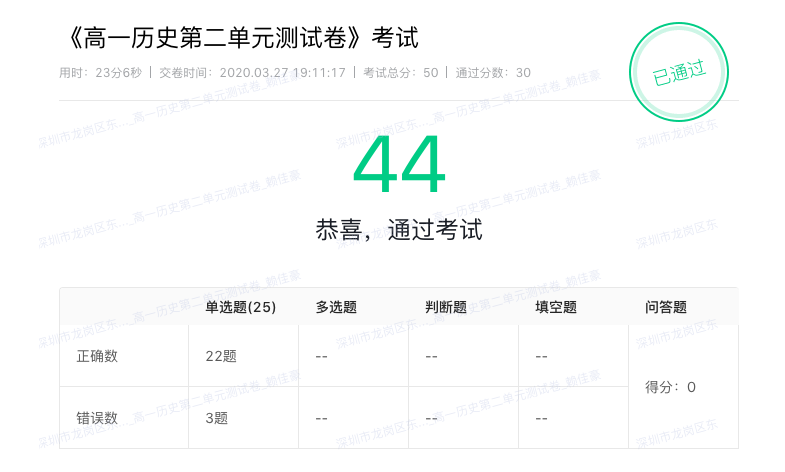 《高一历史第二单元测试卷》考试
用时：23分6秒 | 交卷时间：2020.03.27 19:11:17 | 考试总分：50 | 通过分数：30
已通过
44
恭喜，通过考试
单选题(25) 多选题 判断题 填空题 问答题
正确数 22题 -- -- --
得分：0
错误数 3题 -- -- --
深圳市龙岗区东..._高一历史第二单元测试卷_赖佳豪